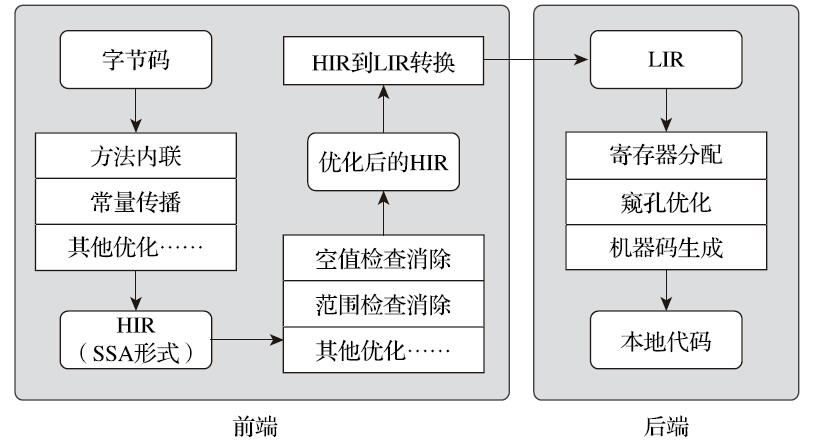 字节码
方法内联
常量传播
其他优化……
HIR
（SSA形式）
HIR到LIR转换
优化后的HIR
空值检查消除
范围检查消除
其他优化……
前端
LIR
寄存器分配
窥孔优化
机器码生成
本地代码
后端